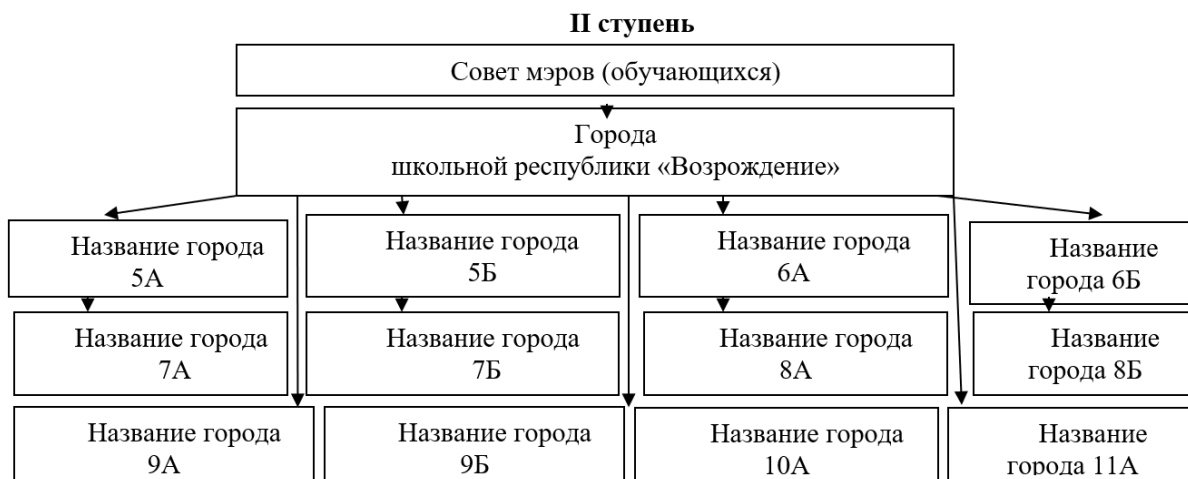 II ступень
Совет мэров (обучающихся)
Города
школьной республики «Возрождение»
Название города
5А
Название города
5Б
Название города
6А
Название
города 6Б
Название города
7А
Название города
7Б
Название города
8А
Название
города 8Б
Название города
9А
Название города
9Б
Название города
10А
Название
города 11А